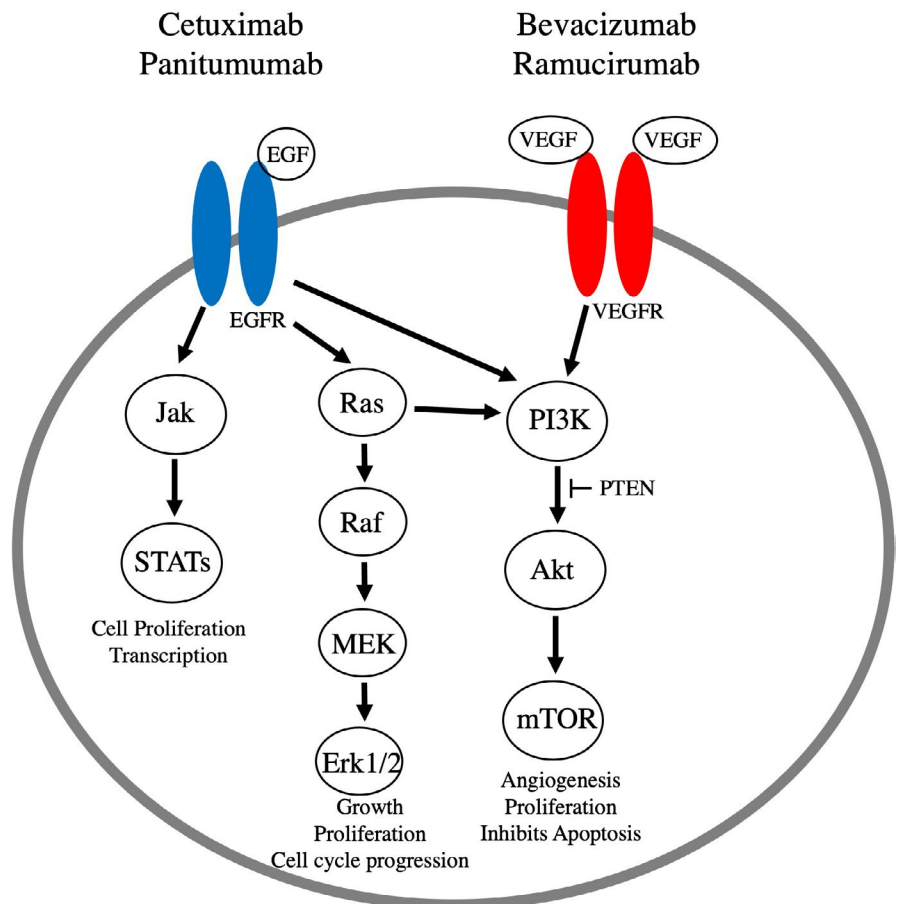 Cetuximab
Panitumumab
Bevacizumab
Ramucirumab
EGF
VEGF
VEGF
EGFR
VEGFR
Jak
Ras
PI3K
PTEN
Raf
STATs
Akt
Cell Proliferation
Transcription
MEK
mTOR
Erk1/2
Angiogenesis
Proliferation
Inhibits Apoptosis
Growth
Proliferation
Cell cycle progression